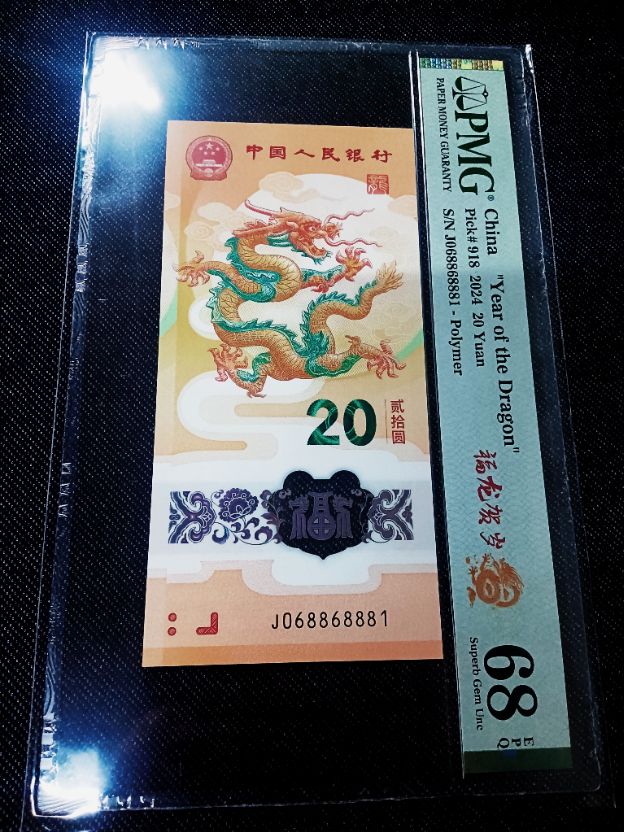 中国人民银行
龍
20
贰拾圆
福
J068868881
PMG®
PAPER MONEY GUARANTY
China "Year of the Dragon"
Pick# 918 2024 20 Yuan
S/N J068868881 - Polymer
福龙贺岁
68
EPQ
Superb Gem Unc